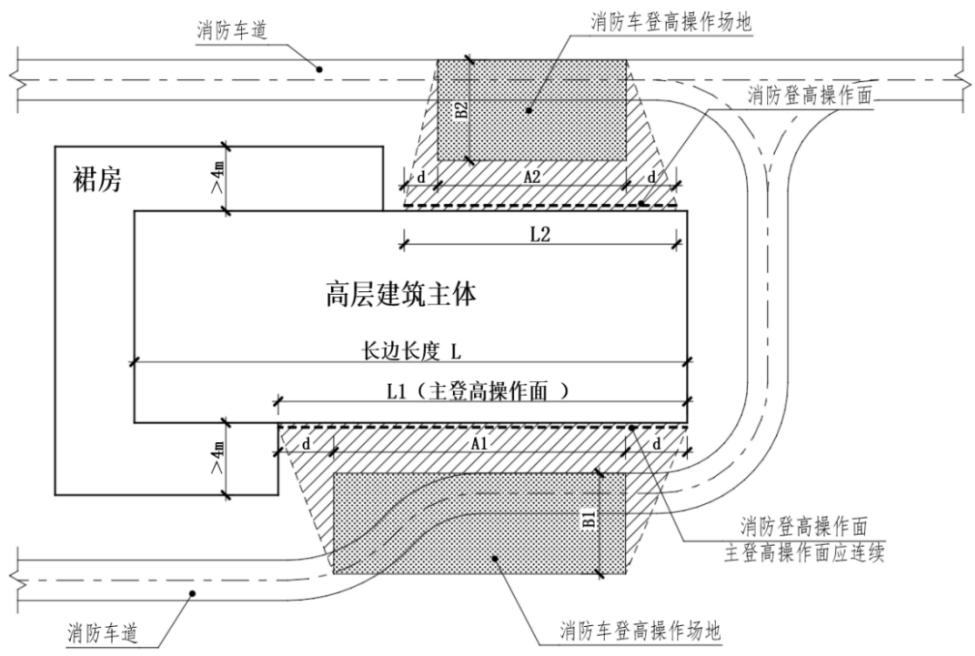 消防车道
消防车登高操作场地
消防登高操作面
B2
>4m
裙房
d
A2
d
L2
高层建筑主体
长边长度 L
L1（主登高操作面 ）
>4m
d
A1
d
B1
消防登高操作面
主登高操作面应连续
消防车道
消防车登高操作场地